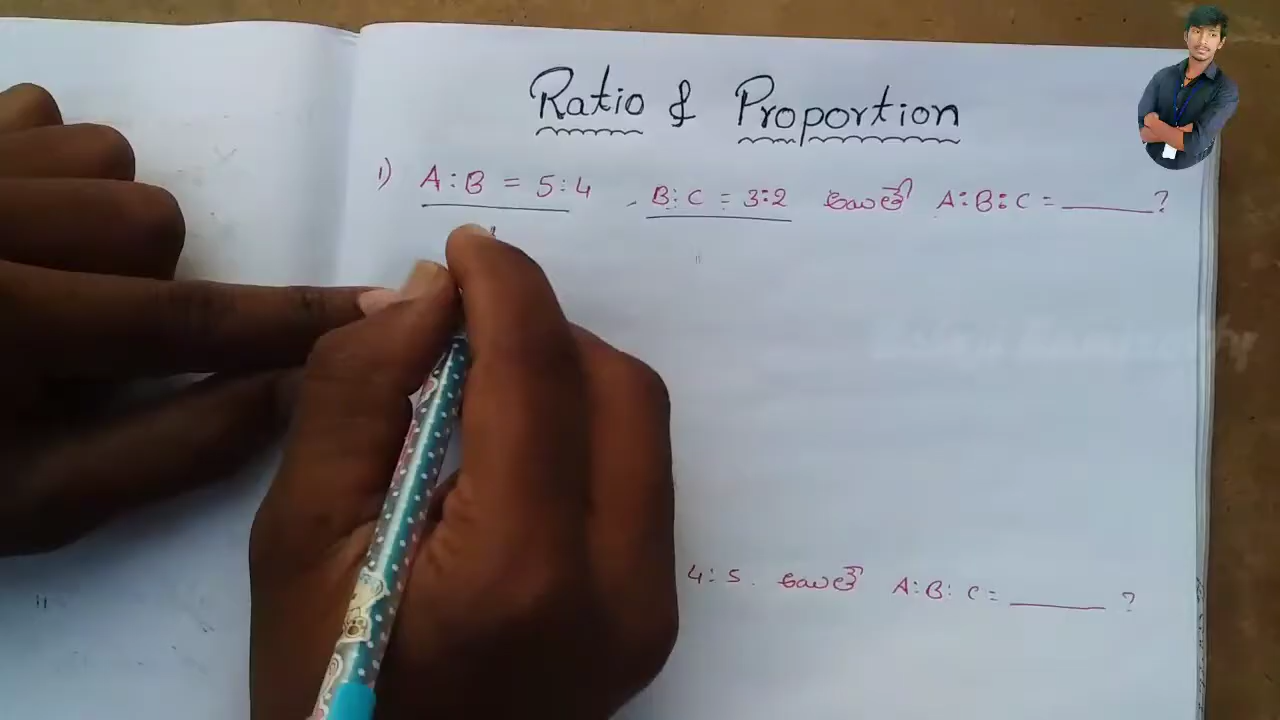 Ratio & Proportion
1) A:B = 5:4 , B:C = 3:2 అయితే A:B:C = ______ ?
4:5. అయితే A:B:C = ______ ?